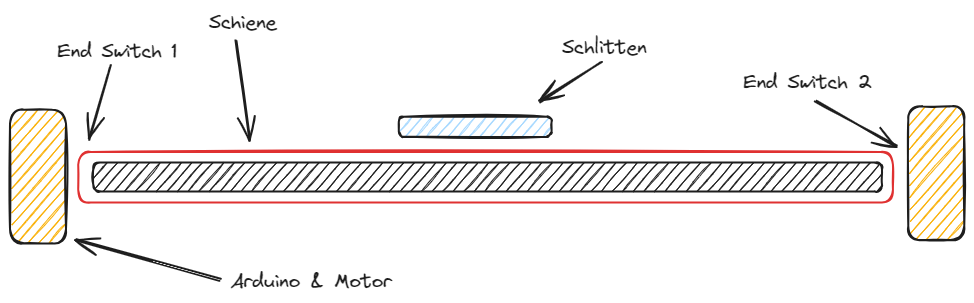 Schiene
End Switch 1
Schlitten
End Switch 2
Arduino & Motor